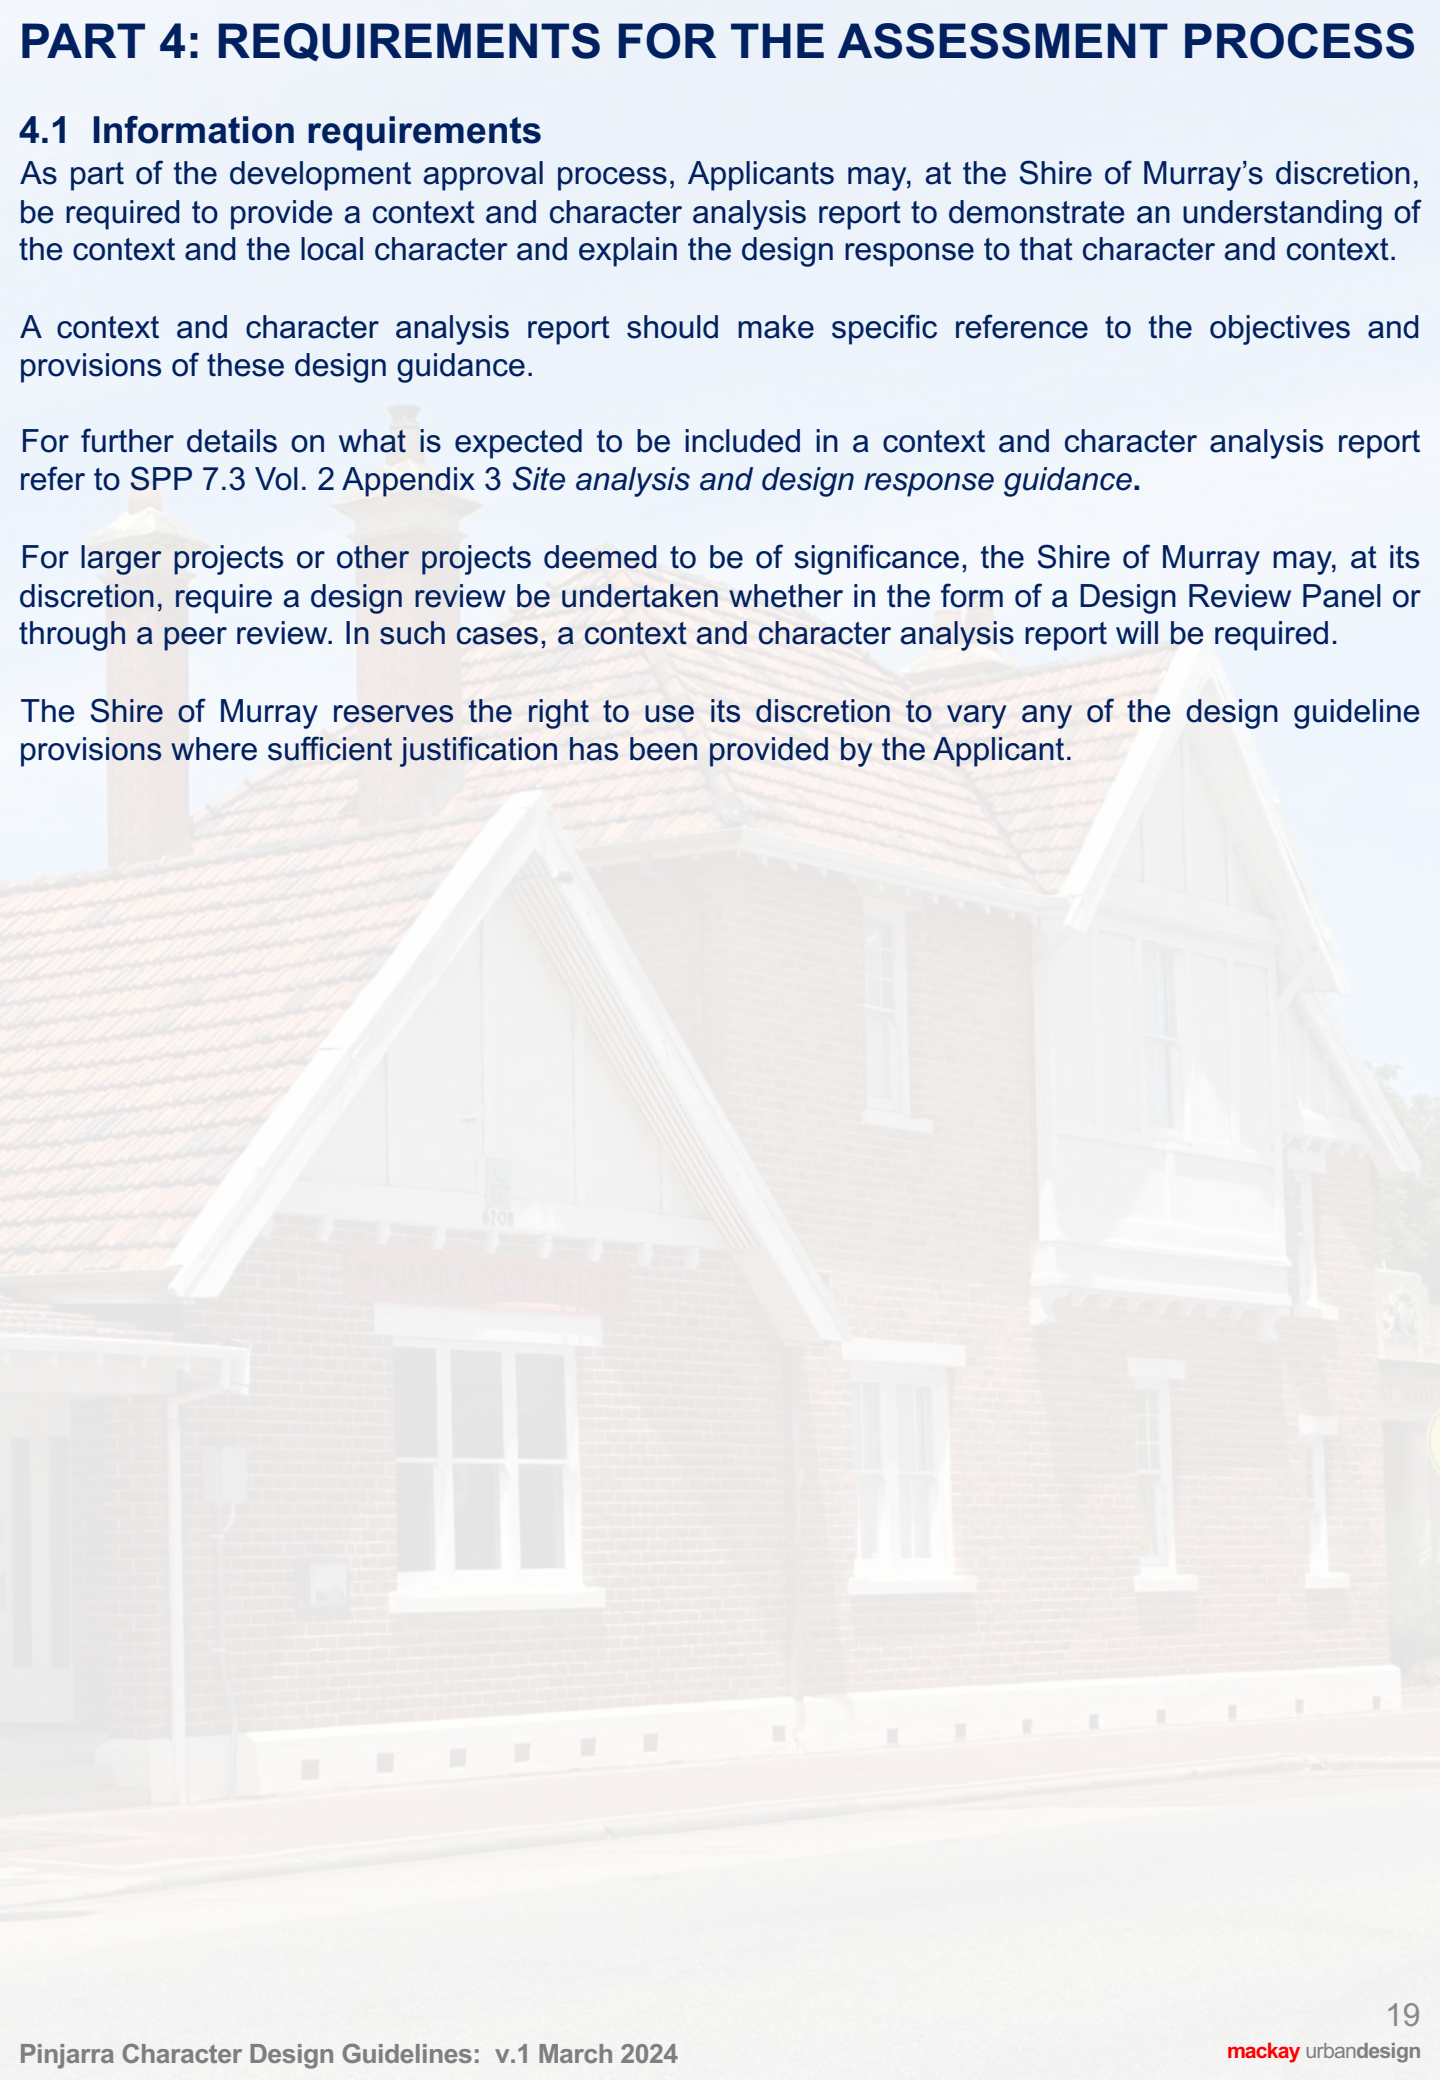 PART 4: REQUIREMENTS FOR THE ASSESSMENT PROCESS
4.1 Information requirements
As part of the development approval process, Applicants may, at the Shire of Murray’s discretion,
be required to provide a context and character analysis report to demonstrate an understanding of
the context and the local character and explain the design response to that character and context.
A context and character analysis report should make specific reference to the objectives and
provisions of these design guidance.
For further details on what is expected to be included in a context and character analysis report
refer to SPP 7.3 Vol. 2 Appendix 3 Site analysis and design response guidance.
For larger projects or other projects deemed to be of significance, the Shire of Murray may, at its
discretion, require a design review be undertaken whether in the form of a Design Review Panel or
through a peer review. In such cases, a context and character analysis report will be required.
The Shire of Murray reserves the right to use its discretion to vary any of the design guideline
provisions where sufficient justification has been provided by the Applicant.
19
Pinjarra Character Design Guidelines: v.1 March 2024
mackay urbandesign